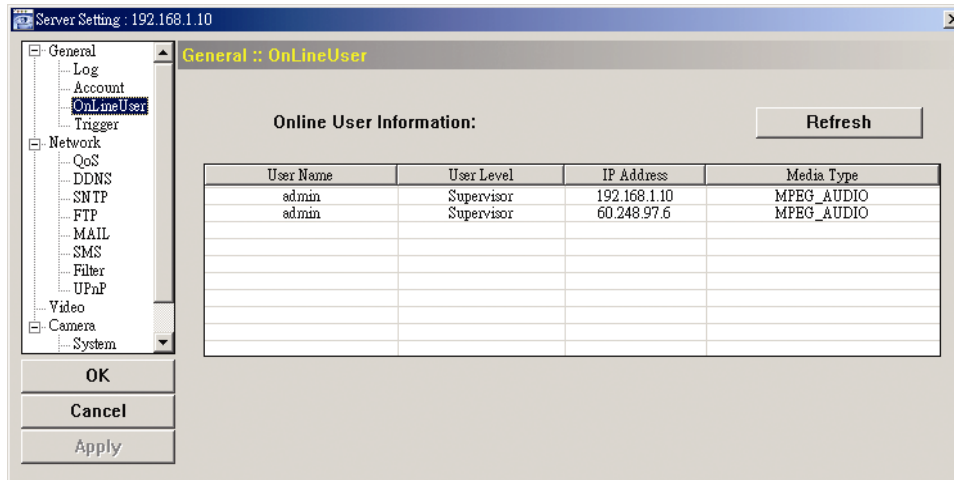 Server Setting : 192.168.1.10
General
Log
Account
OnLineUser
Trigger
Network
QoS
DDNS
SNTP
FTP
MAIL
SMS
Filter
UPnP
Video
Camera
System
OK
Cancel
Apply
General :: OnLineUser
Online User Information:
Refresh
User Name User Level IP Address Media Type
admin Supervisor 192.168.1.10 MPEG_AUDIO
admin Supervisor 60.248.97.6 MPEG_AUDIO